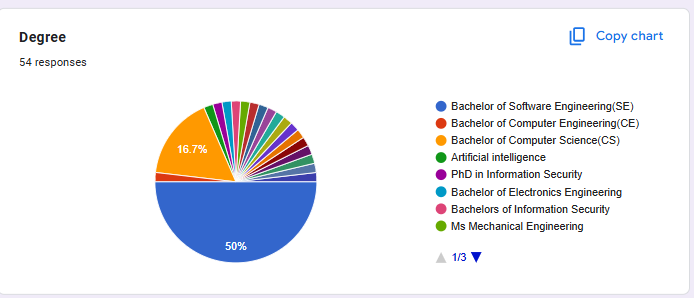 Degree
Copy chart
54 responses
Bachelor of Software Engineering(SE)
Bachelor of Computer Engineering(CE)
Bachelor of Computer Science(CS)
Artificial intelligence
PhD in Information Security
Bachelor of Electronics Engineering
Bachelors of Information Security
Ms Mechanical Engineering
1/3
16.7%
50%